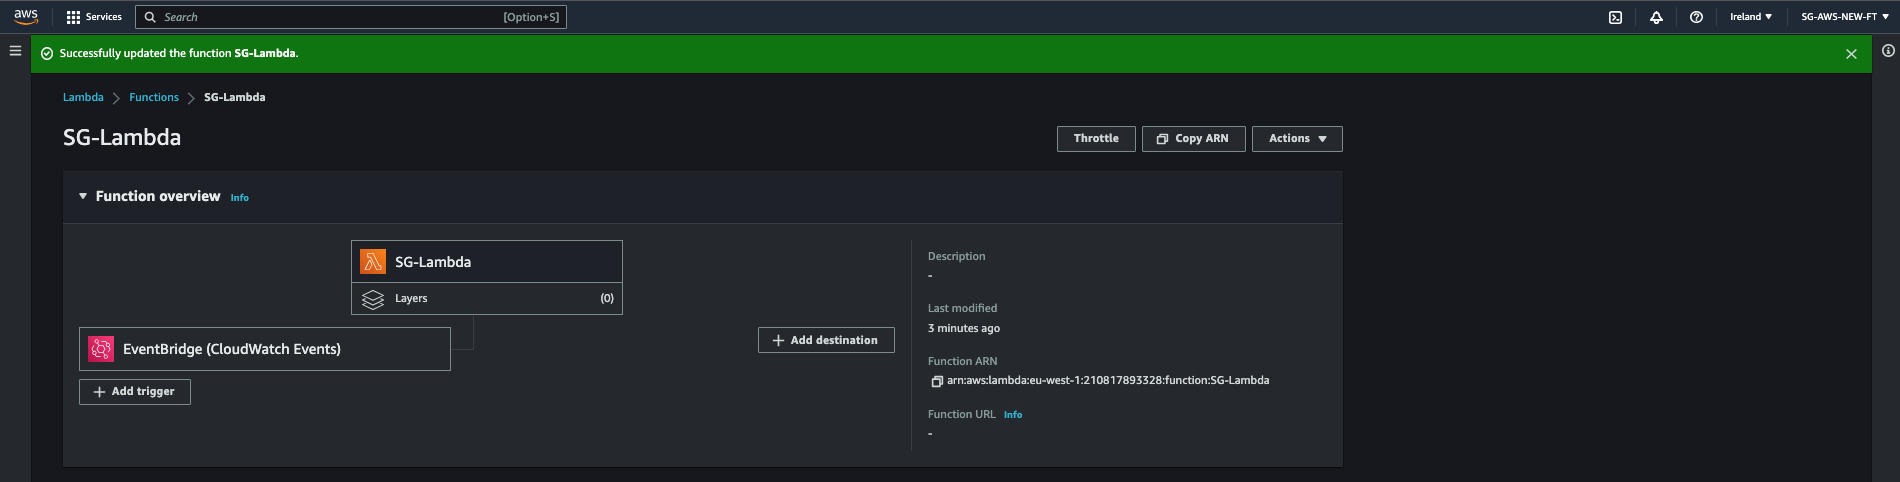 aws Services Search [Option+S] Ireland SG-AWS-NEW-FT
Successfully updated the function SG-Lambda.
Lambda Functions SG-Lambda
SG-Lambda
Throttle Copy ARN Actions
Function overview Info
SG-Lambda
Layers (0)
EventBridge (CloudWatch Events)
Add trigger
Add destination
Description
-
Last modified
3 minutes ago
Function ARN
arn:aws:lambda:eu-west-1:210817893328:function:SG-Lambda
Function URL Info
-